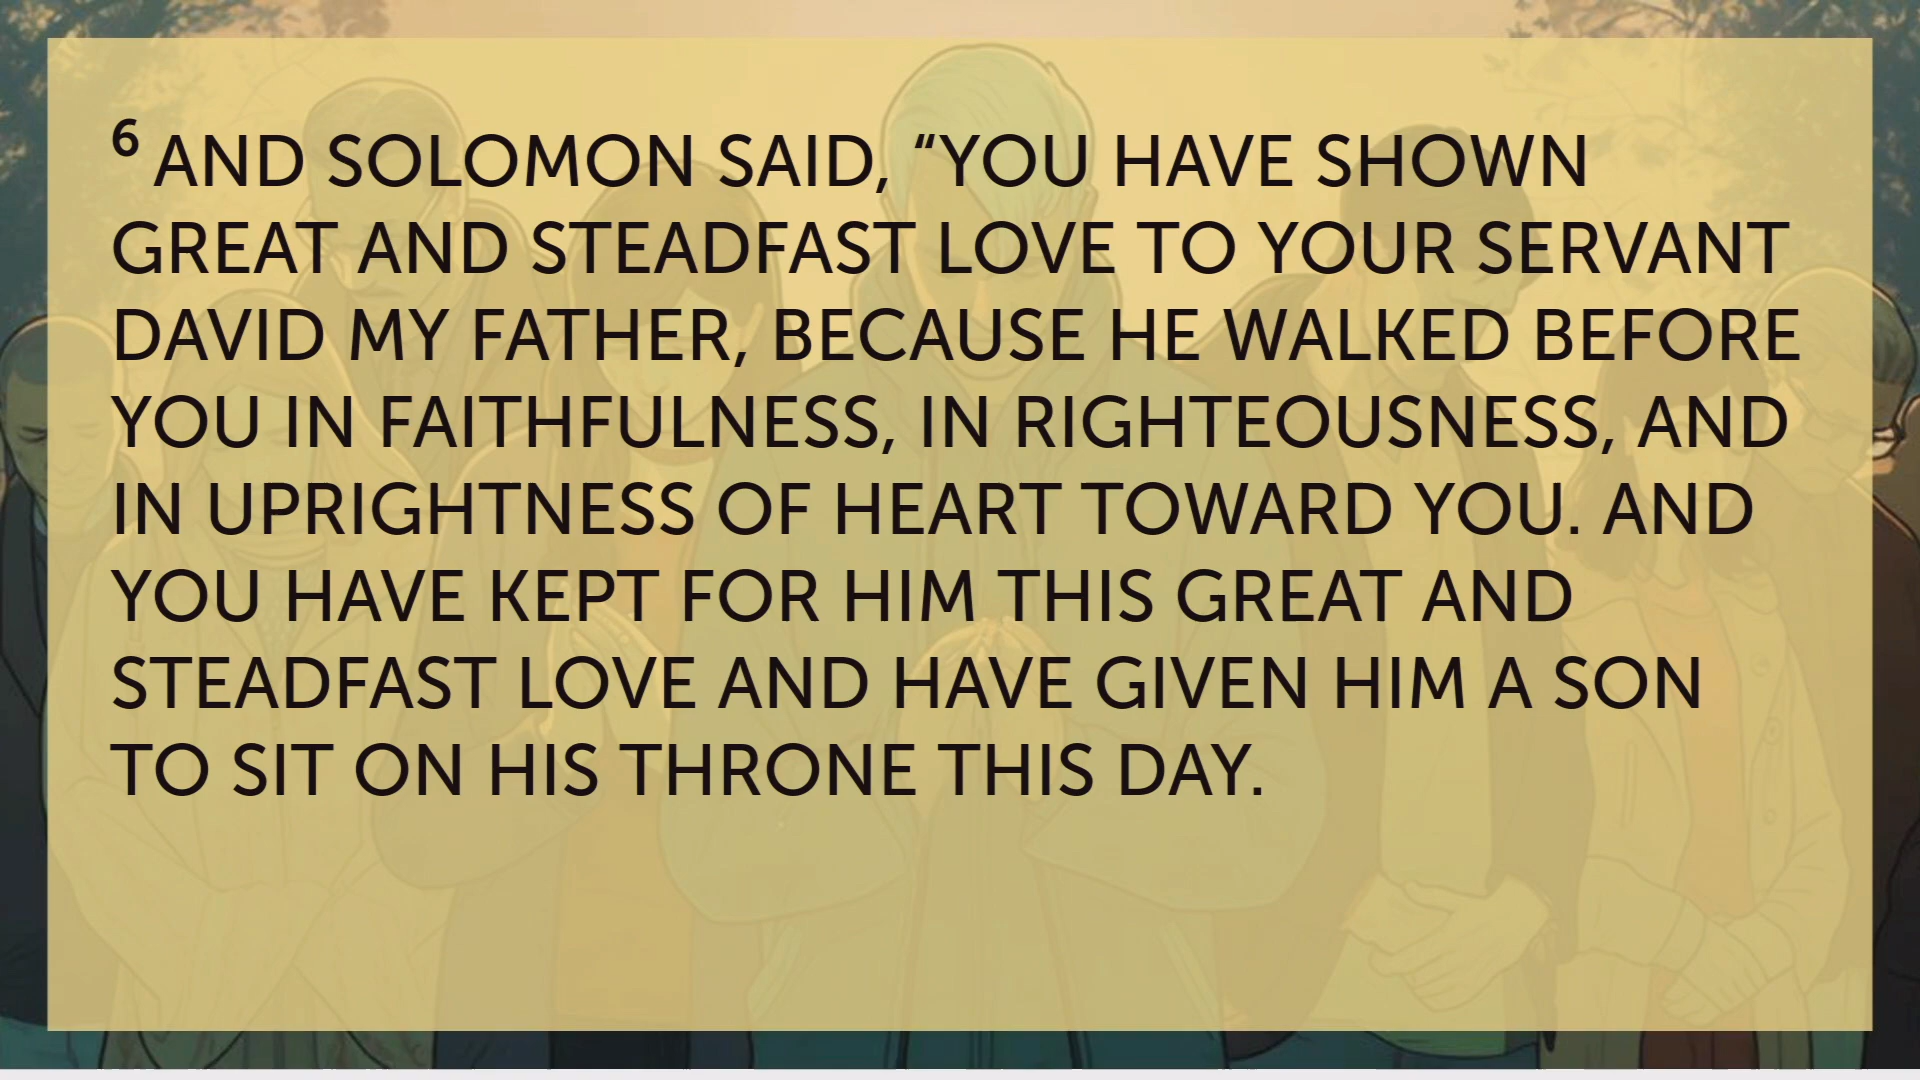 6 AND SOLOMON SAID, “YOU HAVE SHOWN
GREAT AND STEADFAST LOVE TO YOUR SERVANT
DAVID MY FATHER, BECAUSE HE WALKED BEFORE
YOU IN FAITHFULNESS, IN RIGHTEOUSNESS, AND
IN UPRIGHTNESS OF HEART TOWARD YOU. AND
YOU HAVE KEPT FOR HIM THIS GREAT AND
STEADFAST LOVE AND HAVE GIVEN HIM A SON
TO SIT ON HIS THRONE THIS DAY.